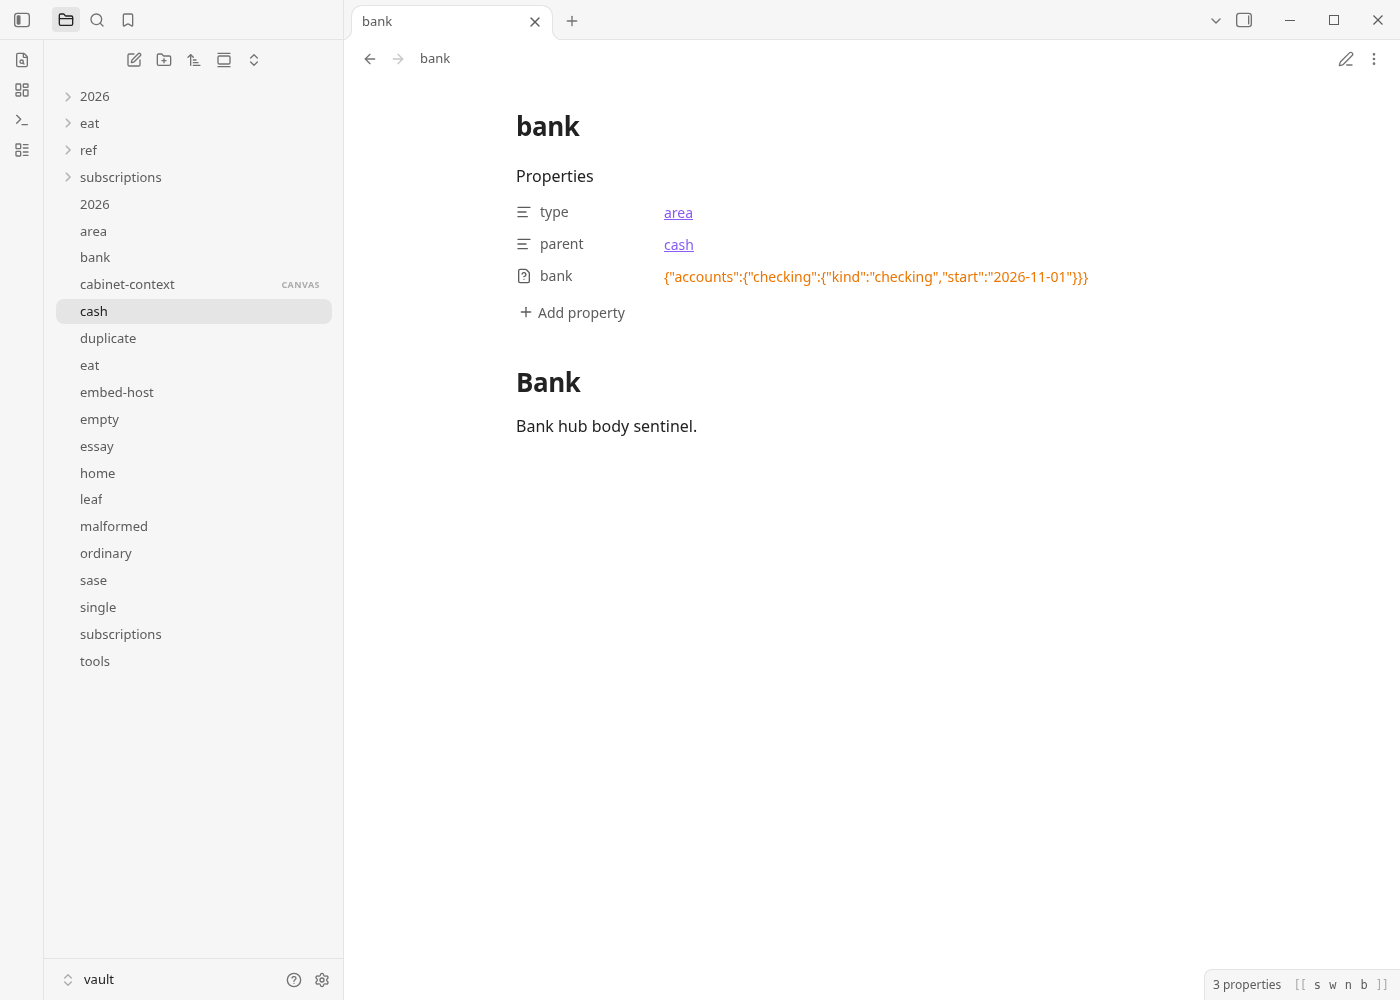 bank
bank
2026
eat
ref
subscriptions
2026
area
bank
cabinet-context CANVAS
cash
duplicate
eat
embed-host
empty
essay
home
leaf
malformed
ordinary
sase
single
subscriptions
tools
vault
bank
Properties
type area
parent cash
bank {"accounts":{"checking":{"kind":"checking","start":"2026-11-01"}}}
Add property
Bank
Bank hub body sentinel.
3 properties [[ s w n b ]]